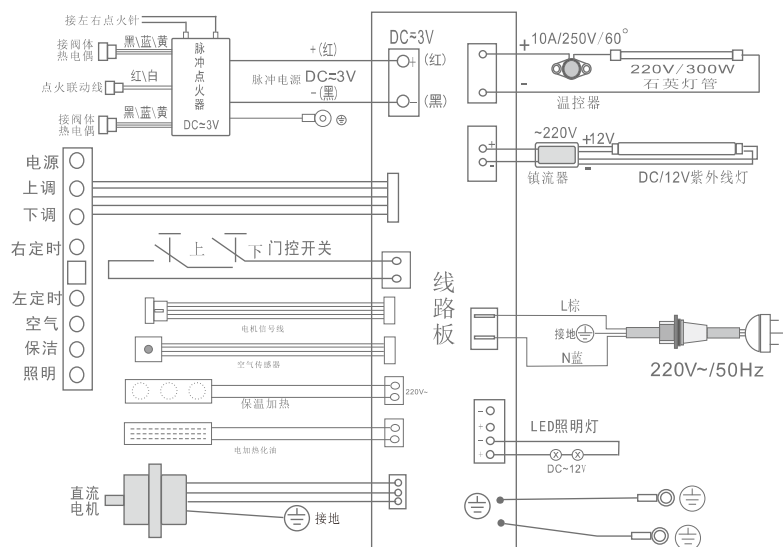 接左右点火针
接阀体
热电偶
黑\蓝\黄
点火联动线
红\白
接阀体
热电偶
黑\蓝\黄
脉冲点火器
DC≈3V
+(红)
脉冲电源 DC≈3V
-(黑)
DC≈3V
+
(红)
-
(黑)
+
10A/250V/60°
-
温控器
220V/300W
石英灯管
+
-
~220V
镇流器
+12V
-
DC/12V紫外线灯
电源
上调
下调
右定时
左定时
空气
保洁
照明
上
下
门控开关
电机信号线
空气传感器
保温加热
220V~
电加热化油
直流
电机
接地
线路板
L棕
接地
N蓝
220V~/50Hz
-
+
-
+
LED照明灯
DC~12V